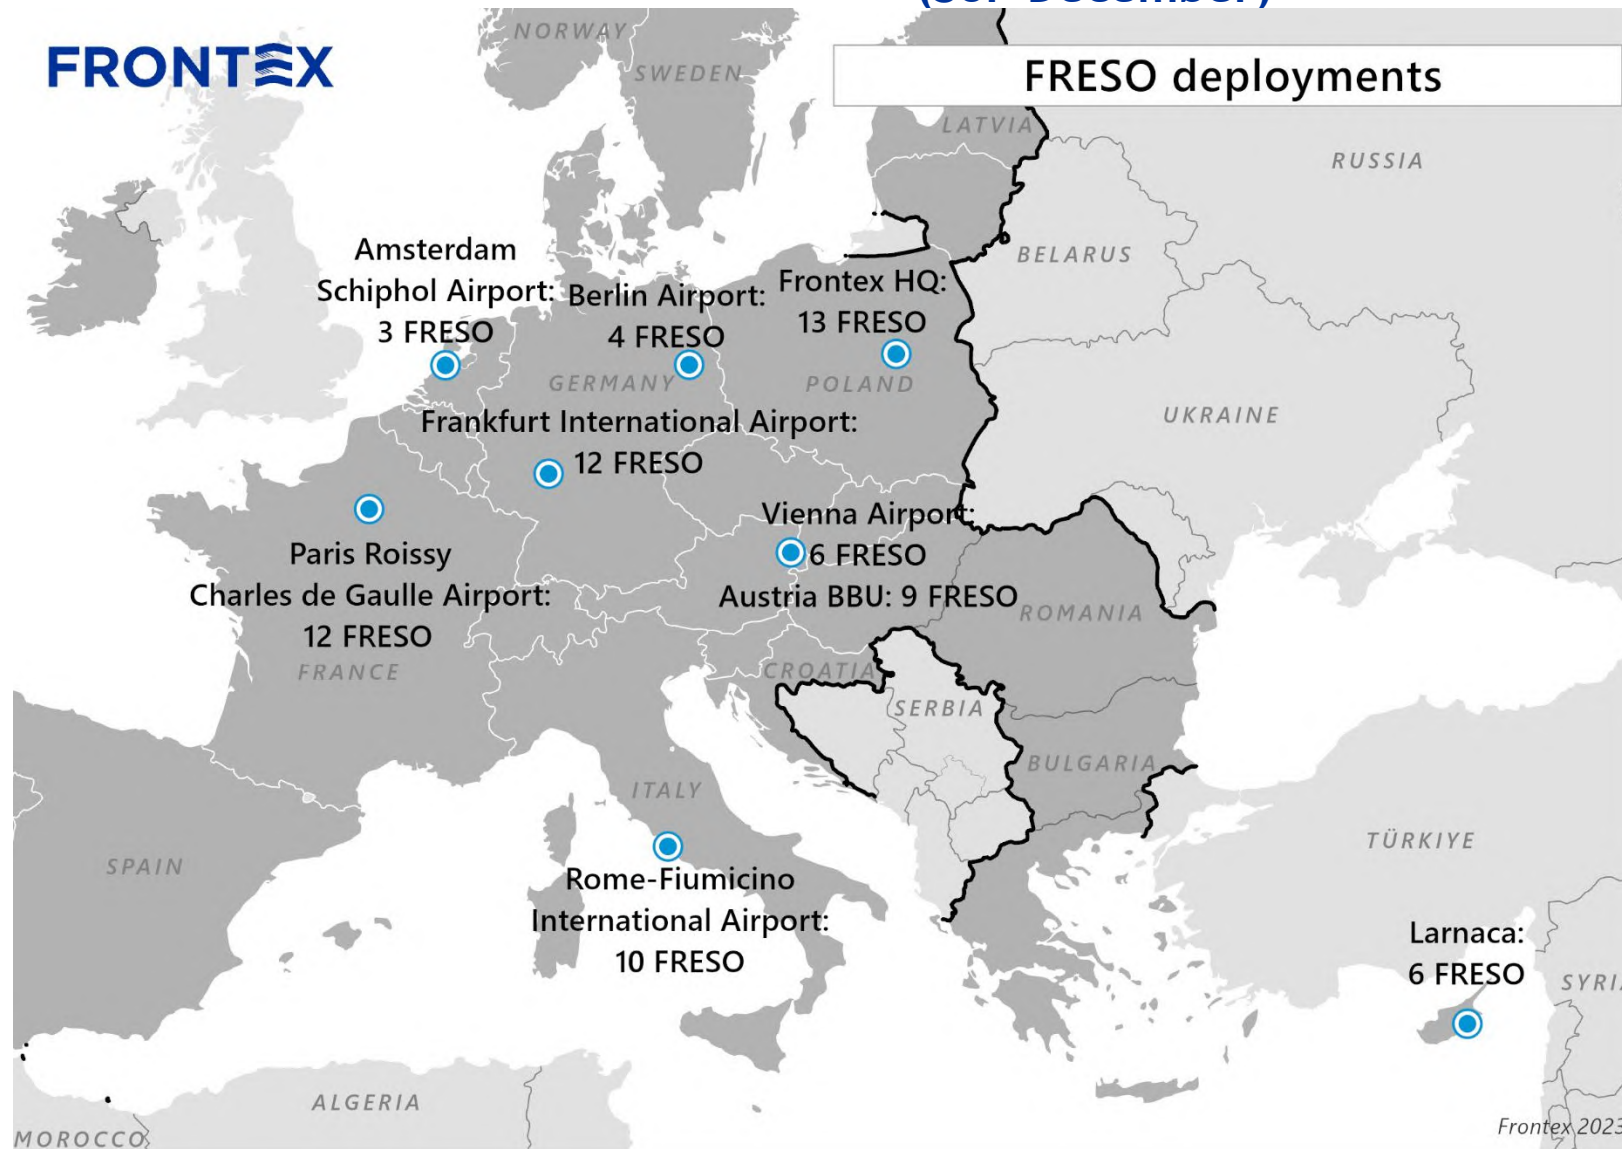 FRONTEX
FRESO deployments
NORWAY
SWEDEN
LATVIA
RUSSIA
BELARUS
Amsterdam
Schiphol Airport:
3 FRESO
Berlin Airport:
4 FRESO
Frontex HQ:
13 FRESO
GERMANY
POLAND
UKRAINE
Frankfurt International Airport:
12 FRESO
Vienna Airport:
6 FRESO
Austria BBU: 9 FRESO
Paris Roissy
Charles de Gaulle Airport:
12 FRESO
ROMANIA
FRANCE
CROATIA
SERBIA
BULGARIA
ITALY
TÜRKIYE
SPAIN
Rome-Fiumicino
International Airport:
10 FRESO
Larnaca:
6 FRESO
SYRI
ALGERIA
MOROCCO
Frontex 2023